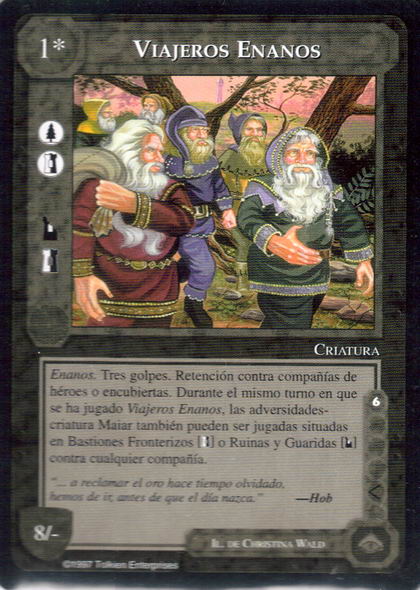 1*
VIAJEROS ENANOS
CRIATURA
Enanos. Tres golpes. Retención contra compañías de
héroes o encubiertas. Durante el mismo turno en que
se ha jugado Viajeros Enanos, las adversidades-
criatura Maiar también pueden ser jugadas situadas
en Bastiones Fronterizos [ ] o Ruinas y Guaridas [ ]
contra cualquier compañía.
6
"... a reclamar el oro hace tiempo olvidado,
hemos de ir, antes de que el día nazca."
—Hob
8/-
IL. DE CHRISTINA WALD
©1997 Tolkien Enterprises